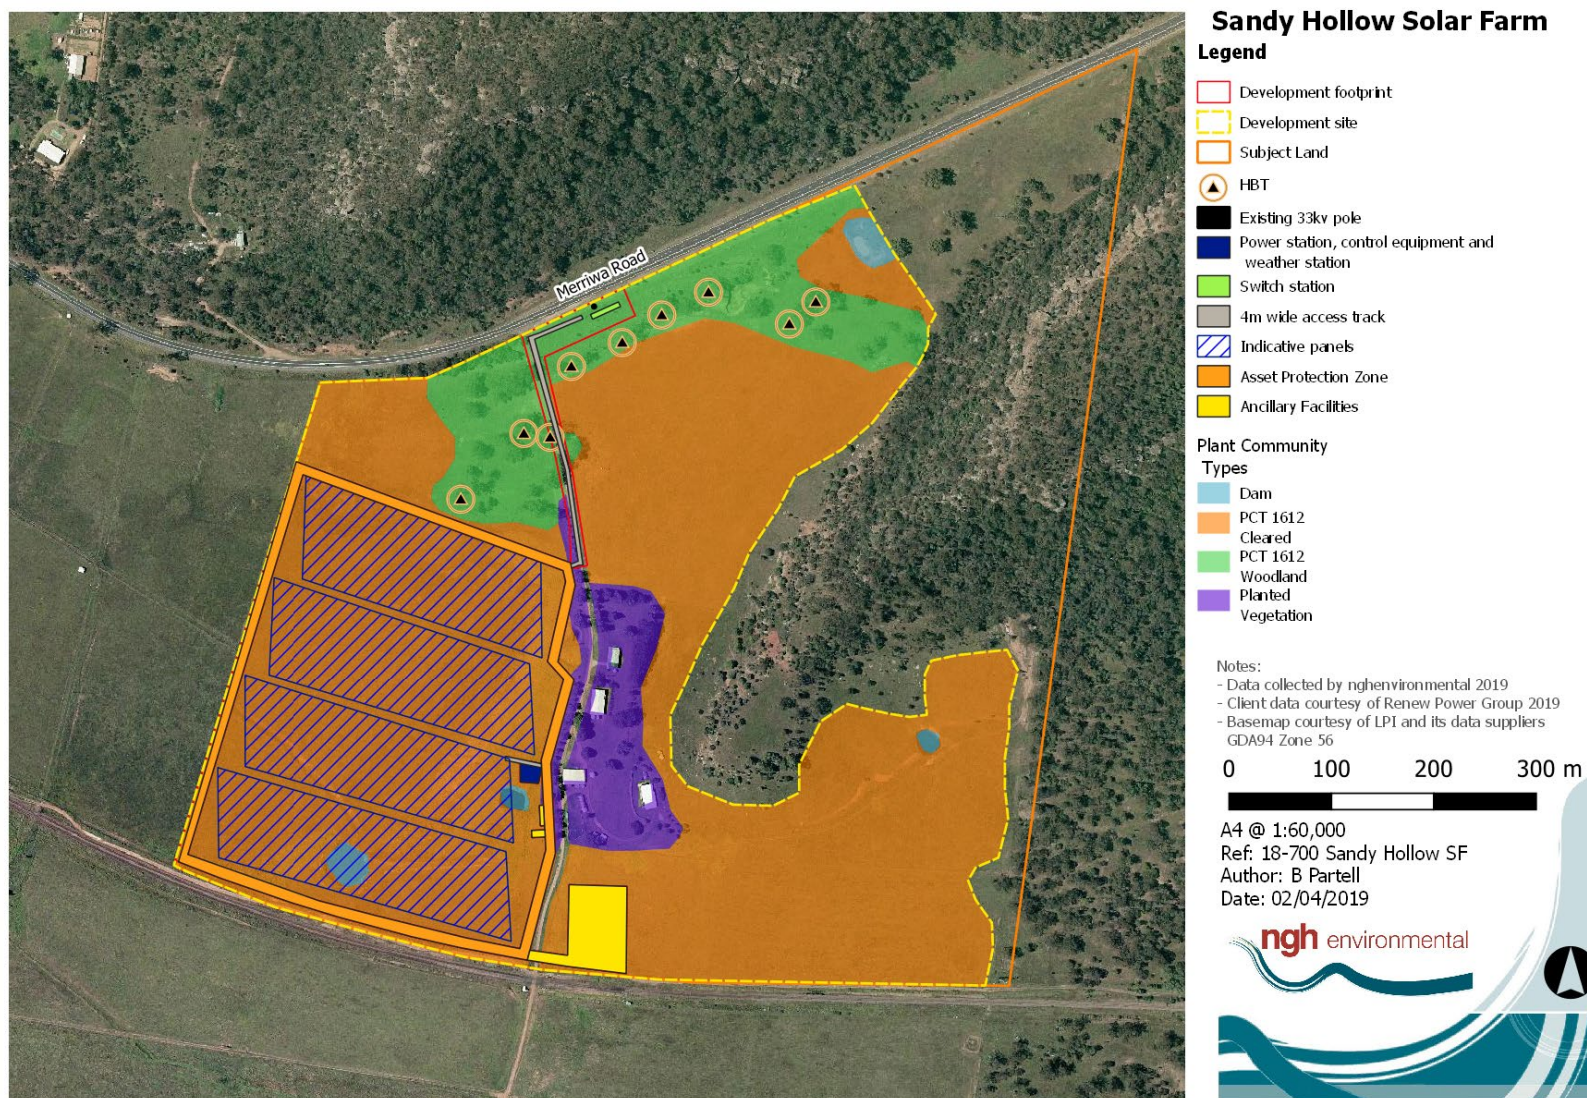 Sandy Hollow Solar Farm
Legend
Development footprint
Development site
Subject Land
HBT
Existing 33kv pole
Power station, control equipment and
weather station
Switch station
4m wide access track
Indicative panels
Asset Protection Zone
Ancillary Facilities
Plant Community
Types
Dam
PCT 1612
Cleared
PCT 1612
Woodland
Planted
Vegetation
Notes:
- Data collected by nghenvironmental 2019
- Client data courtesy of Renew Power Group 2019
- Basemap courtesy of LPI and its data suppliers
GDA94 Zone 56
0 100 200 300 m
A4 @ 1:60,000
Ref: 18-700 Sandy Hollow SF
Author: B Partell
Date: 02/04/2019
ngh environmental
Merriwa Road